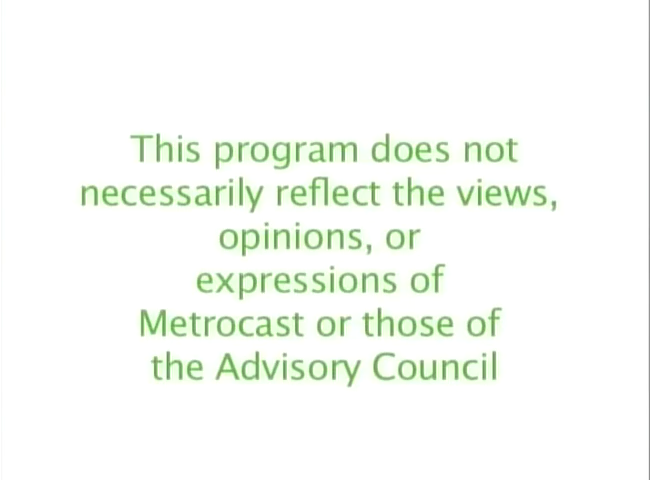 This program does not
necessarily reflect the views,
opinions, or
expressions of
Metrocast or those of
the Advisory Council